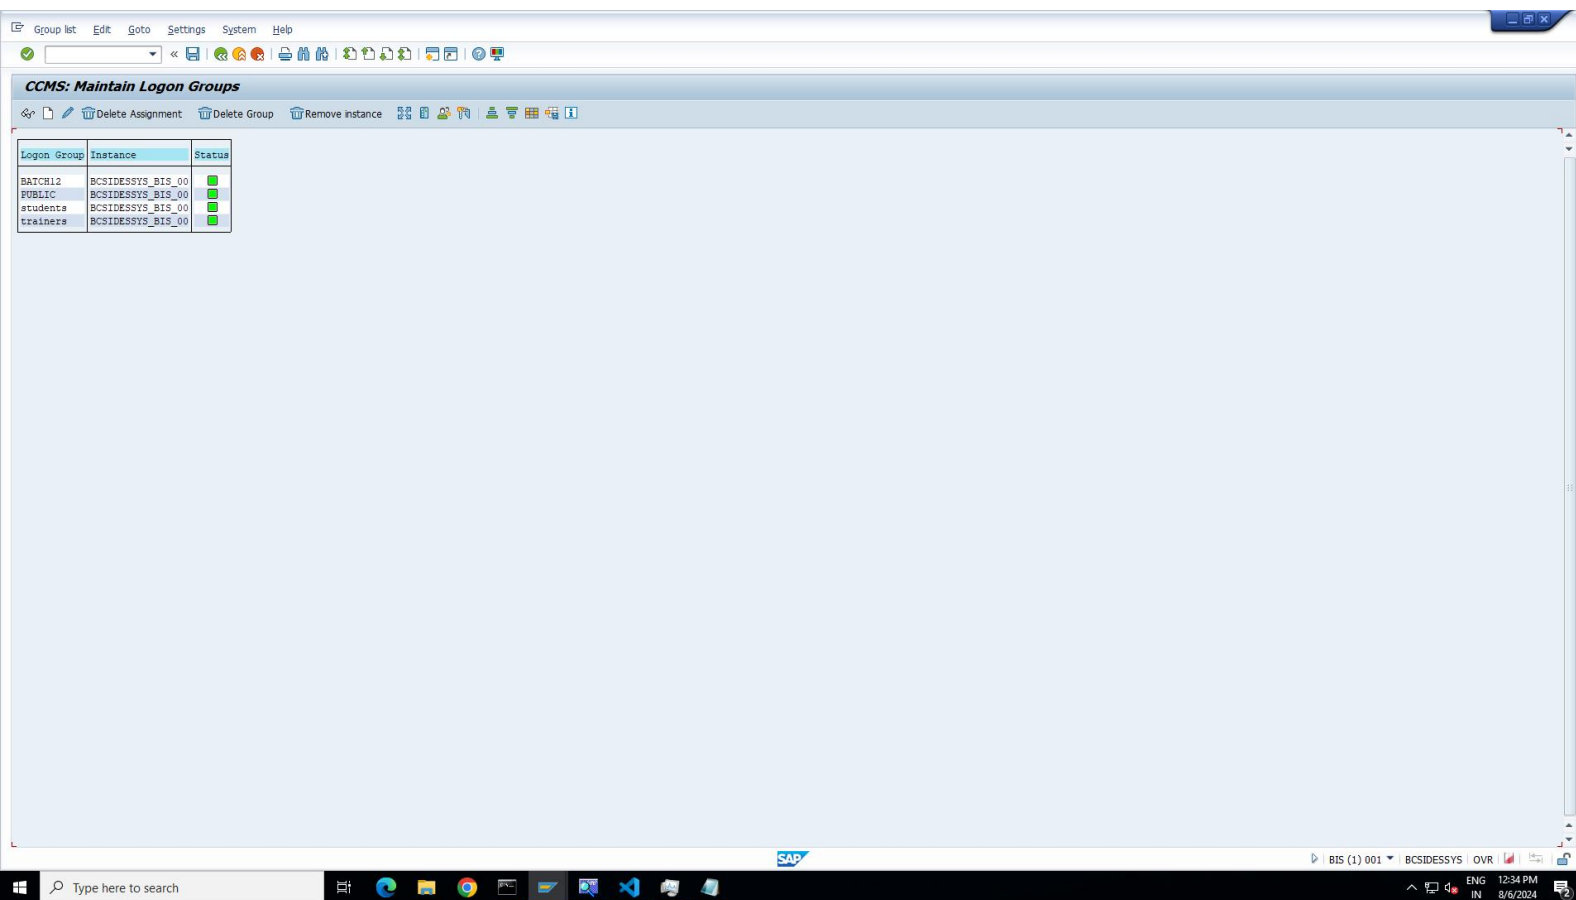 Group list Edit Goto Settings System Help
CCMS: Maintain Logon Groups
Delete Assignment Delete Group Remove instance
Logon Group Instance Status
BATCH12 BCSIDESSYS_BIS_00
PUBLIC BCSIDESSYS_BIS_00
students BCSIDESSYS_BIS_00
trainers BCSIDESSYS_BIS_00
SAP
BIS (1) 001 BCSIDESSYS OVR
Type here to search
ENG 12:34 PM
IN 8/6/2024
2